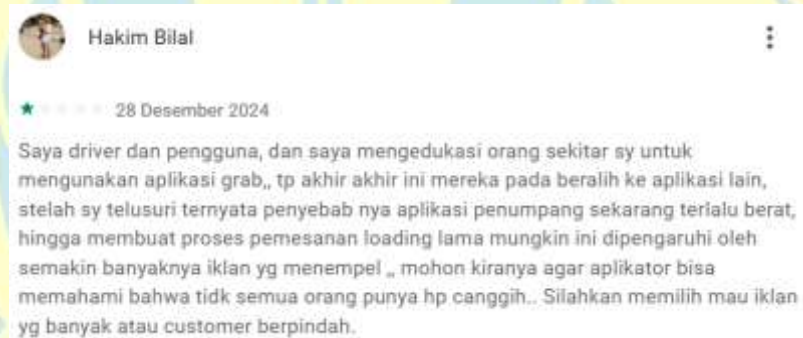 Hakim Bilal
28 Desember 2024
Saya driver dan pengguna, dan saya mengedukasi orang sekitar sy untuk
mengunakan aplikasi grab,, tp akhir akhir ini mereka pada beralih ke aplikasi lain,
stelah sy telusuri ternyata penyebab nya aplikasi penumpang sekarang terlalu berat,
hingga membuat proses pemesanan loading lama mungkin ini dipengaruhi oleh
semakin banyaknya iklan yg menempel ,, mohon kiranya agar aplikator bisa
memahami bahwa tidk semua orang punya hp canggih.. Silahkan memilih mau iklan
yg banyak atau customer berpindah.